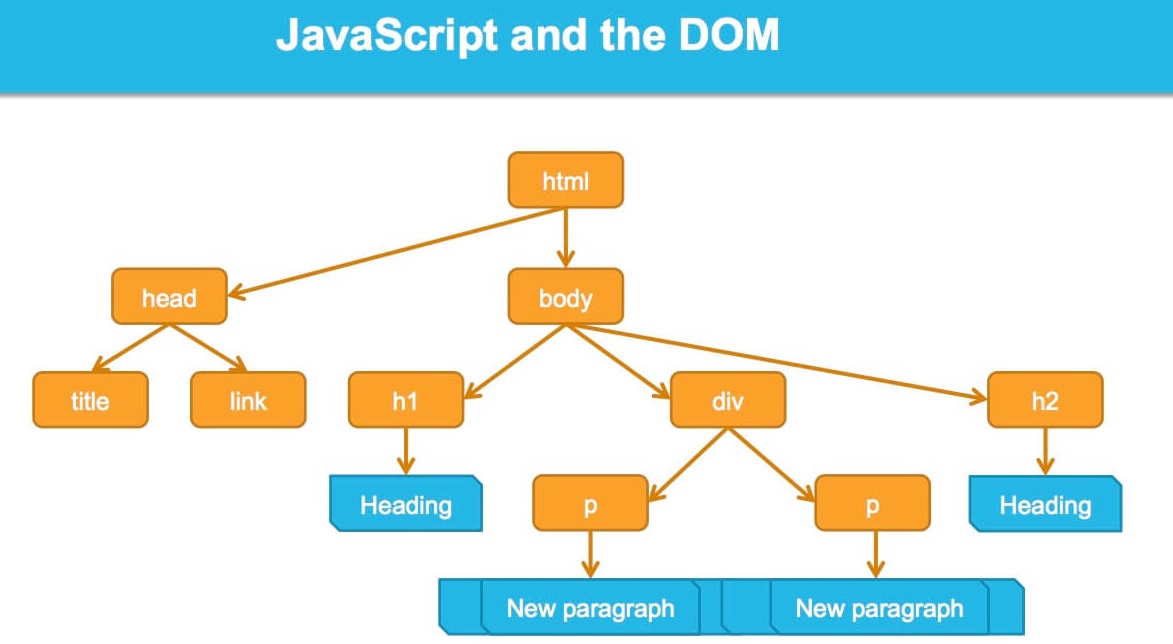 JavaScript and the DOM
html
head
body
title
link
h1
div
h2
Heading
p
p
Heading
New paragraph
New paragraph